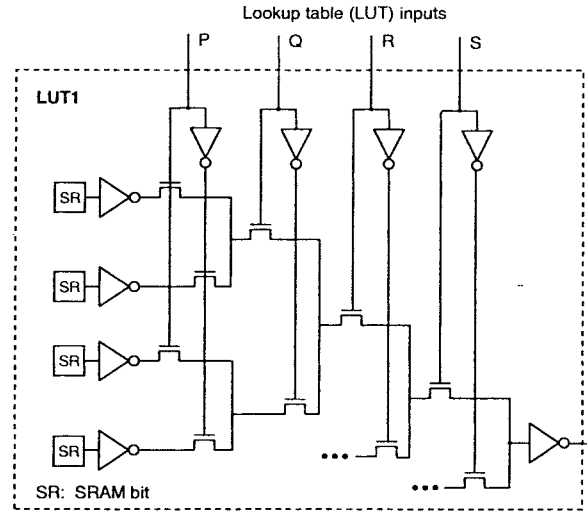 Lookup table (LUT) inputs
P Q R S
LUT1
SR
SR
SR
SR
SR: SRAM bit